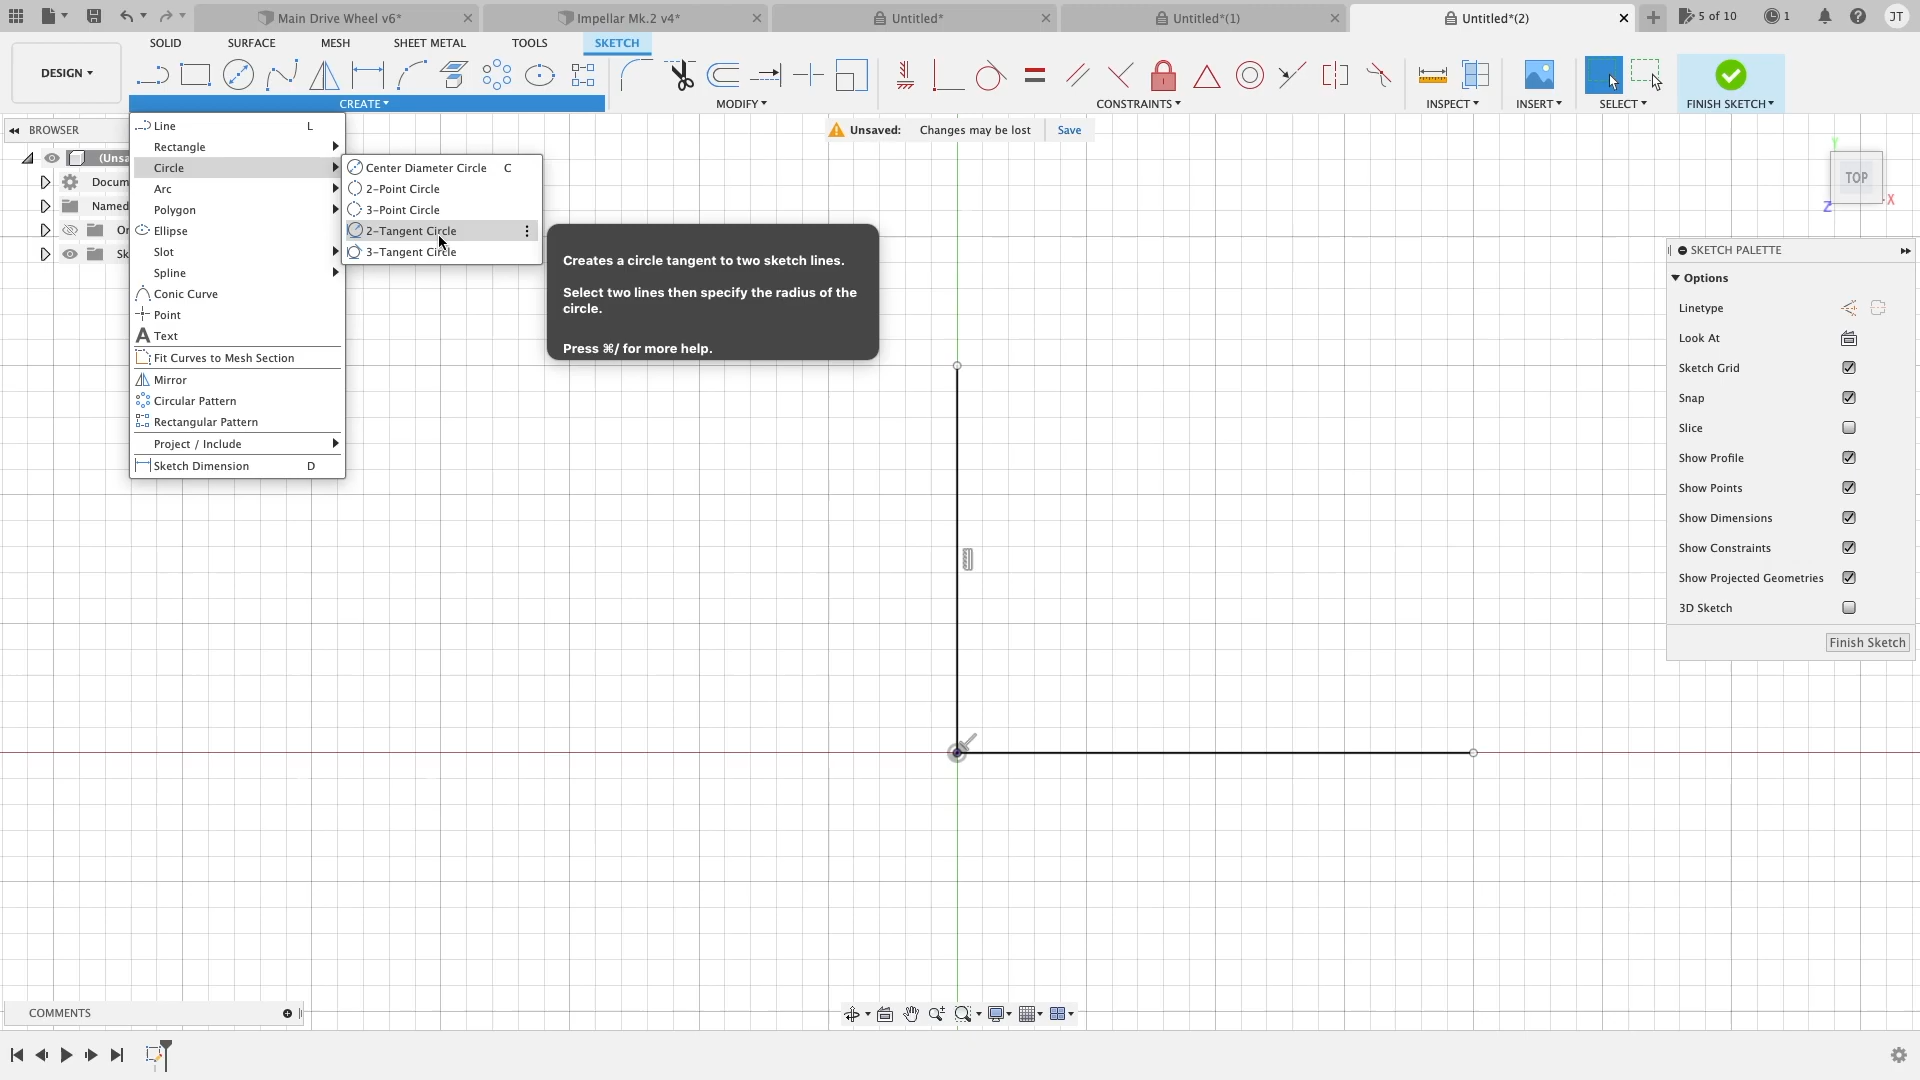 Main Drive Wheel v6*
Impellar Mk.2 v4*
Untitled*
Untitled*(1)
Untitled*(2)
5 of 10
1
JT
DESIGN
SOLID
SURFACE
MESH
SHEET METAL
TOOLS
SKETCH
CREATE
MODIFY
CONSTRAINTS
INSPECT
INSERT
SELECT
FINISH SKETCH
BROWSER
(Unsa
Docum
Named
Or
Sk
Line L
Rectangle
Circle
Arc
Polygon
Ellipse
Slot
Spline
Conic Curve
Point
Text
Fit Curves to Mesh Section
Mirror
Circular Pattern
Rectangular Pattern
Project / Include
Sketch Dimension D
Center Diameter Circle C
2-Point Circle
3-Point Circle
2-Tangent Circle
3-Tangent Circle
Creates a circle tangent to two sketch lines.
Select two lines then specify the radius of the
circle.
Press ⌘/ for more help.
Unsaved: Changes may be lost Save
Y
TOP
X
Z
SKETCH PALETTE
Options
Linetype
Look At
Sketch Grid
Snap
Slice
Show Profile
Show Points
Show Dimensions
Show Constraints
Show Projected Geometries
3D Sketch
Finish Sketch
COMMENTS